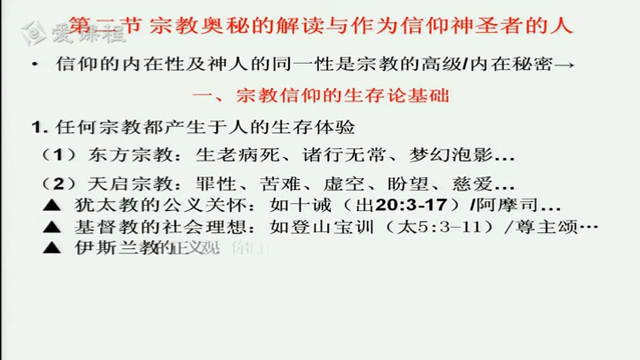 爱课程
第二节 宗教奥秘的解读与作为信仰神圣者的人
• 信仰的内在性及神人的同一性是宗教的高级/内在秘密→
一、宗教信仰的生存论基础
1. 任何宗教都产生于人的生存体验
（1）东方宗教：生老病死、诸行无常、梦幻泡影...
（2）天启宗教：罪性、苦难、虚空、盼望、慈爱...
▲ 犹太教的公义关怀：如十诫（出20:3-17）/阿摩司...
▲ 基督教的社会理想：如登山宝训（太5:3-11）/尊主颂…
▲ 伊斯兰教的正义观：你们